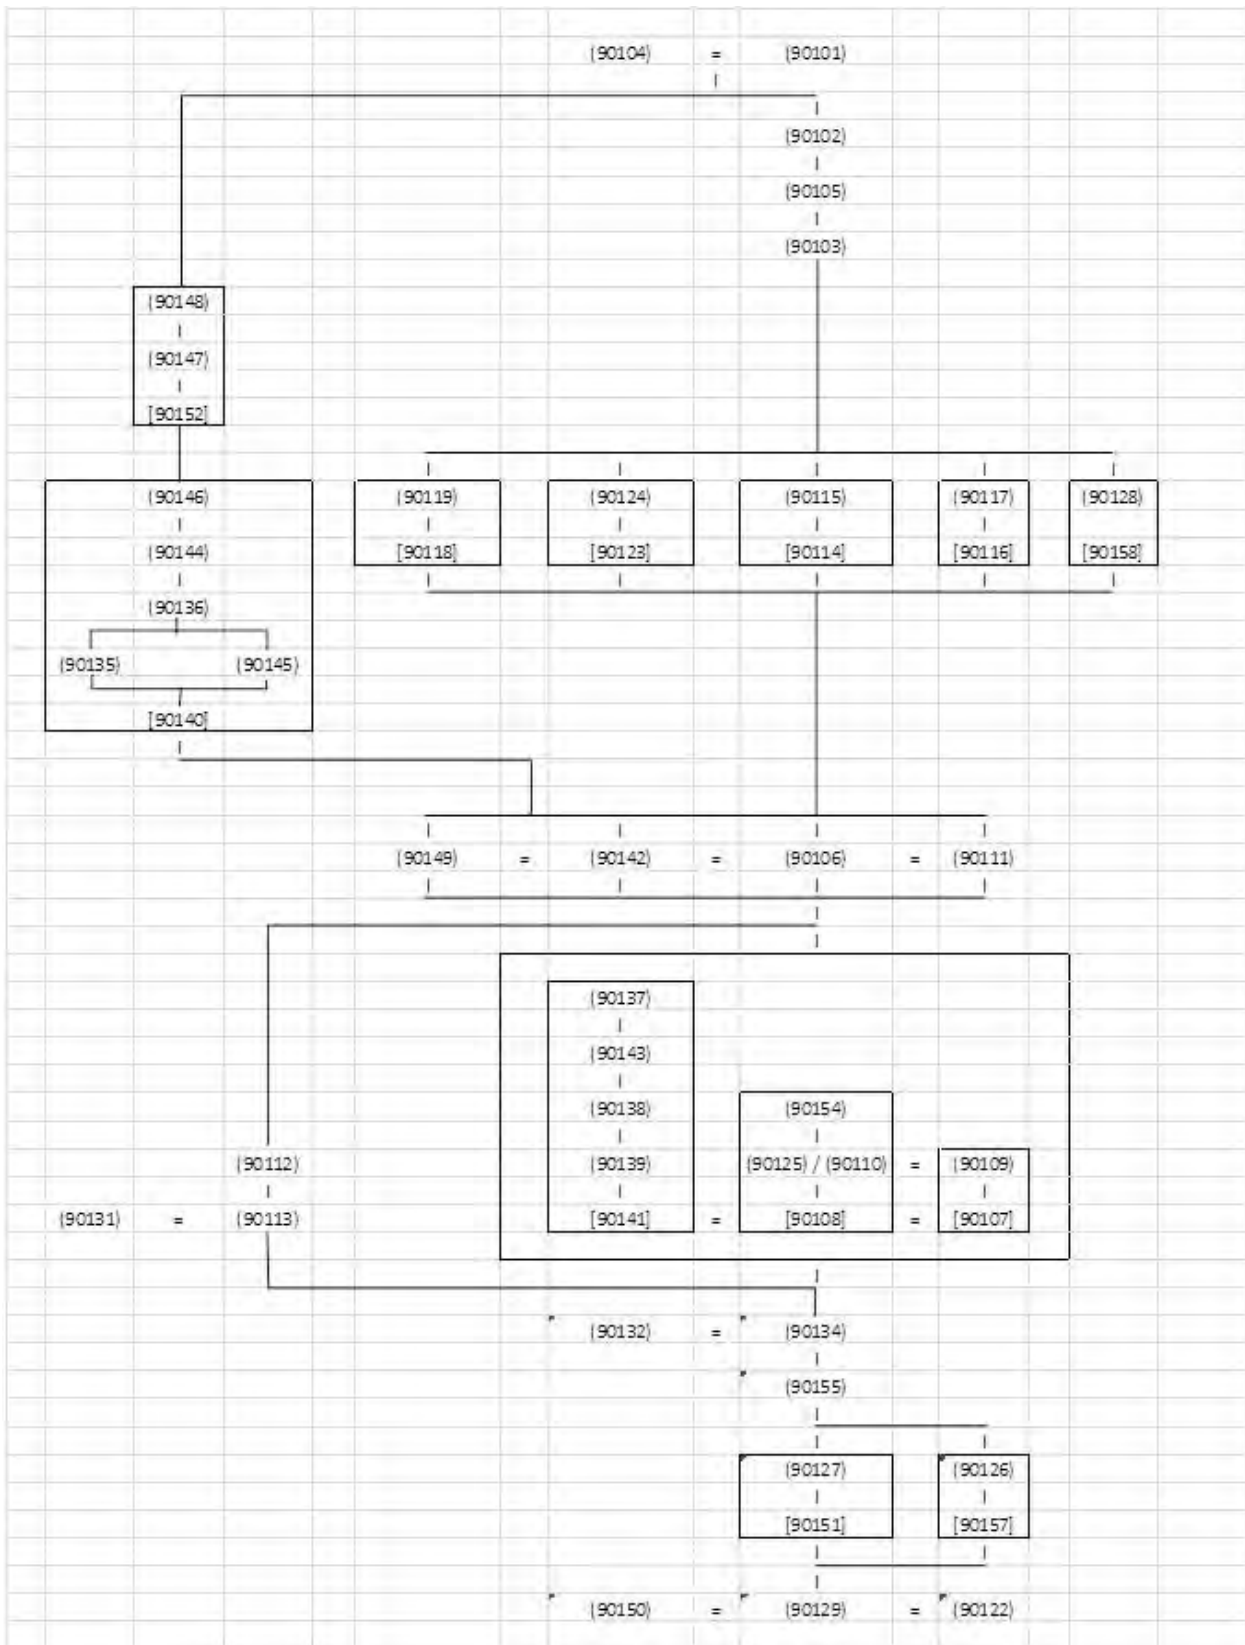 (90104) = (90101)
(90102)
(90105)
(90103)
(90148)
(90147)
[90152]
(90146) (90119) (90124) (90115) (90117) (90128)
(90144) [90118] [90123] [90114] [90116] [90158]
(90136)
(90135) (90145)
[90140]
(90149) = (90142) = (90106) = (90111)
(90137)
(90143)
(90138) (90154)
(90112) (90139) (90125) / (90110) = (90109)
(90131) = (90113) [90141] = [90108] = [90107]
(90132) = (90134)
(90155)
(90127) (90126)
[90151] [90157]
(90150) = (90129) = (90122)